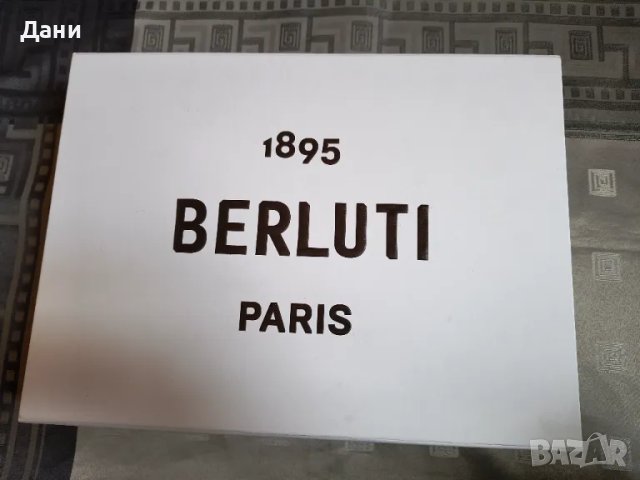 Дани
1895
BERLUTI
PARIS
BAZAR